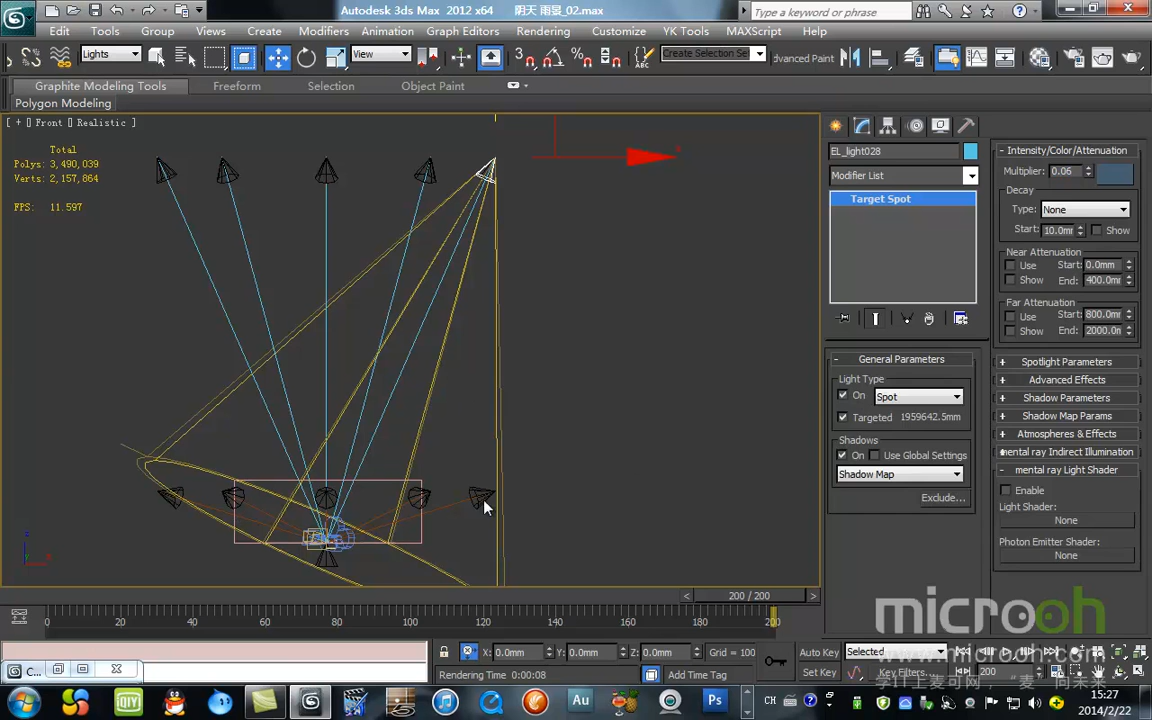 Autodesk 3ds Max 2012 x64 阴天 雨景_02.max
Type a keyword or phrase
Edit Tools Group Views Create Modifiers Animation Graph Editors Rendering Customize YK Tools MAXScript Help
Lights
View
Create Selection Se
dvanced Paint
Graphite Modeling Tools Freeform Selection Object Paint
Polygon Modeling
[ + ] Front [] Realistic ]
Total
Polys: 3,490,039
Verts: 2,157,864
FPS: 11.597
EL_light028
Modifier List
Target Spot
General Parameters
Light Type
On Spot
Targeted 1959642.5mm
Shadows
On Use Global Settings
Shadow Map
Exclude...
Intensity/Color/Attenuation
Multiplier: 0.06
Decay
Type: None
Start: 10.0mm Show
Near Attenuation
Use Start: 0.0mm
Show End: 400.0mm
Far Attenuation
Use Start: 800.0mm
Show End: 2000.0m
Spotlight Parameters
Advanced Effects
Shadow Parameters
Shadow Map Params
Atmospheres & Effects
mental ray Indirect Illumination
mental ray Light Shader
Enable
Light Shader:
None
Photon Emitter Shader:
None
200 / 200
0 20 40 60 80 100 120 140 160 180 200
microoh
www.microoh.com
C...
X: 0.0mm Y: 0.0mm Z: 0.0mm Grid = 100
Rendering Time 0:00:08
Add Time Tag
Auto Key Selected
Set Key Key Filters... 200
QIY Au Ps
CH
15:27
2014/2/22